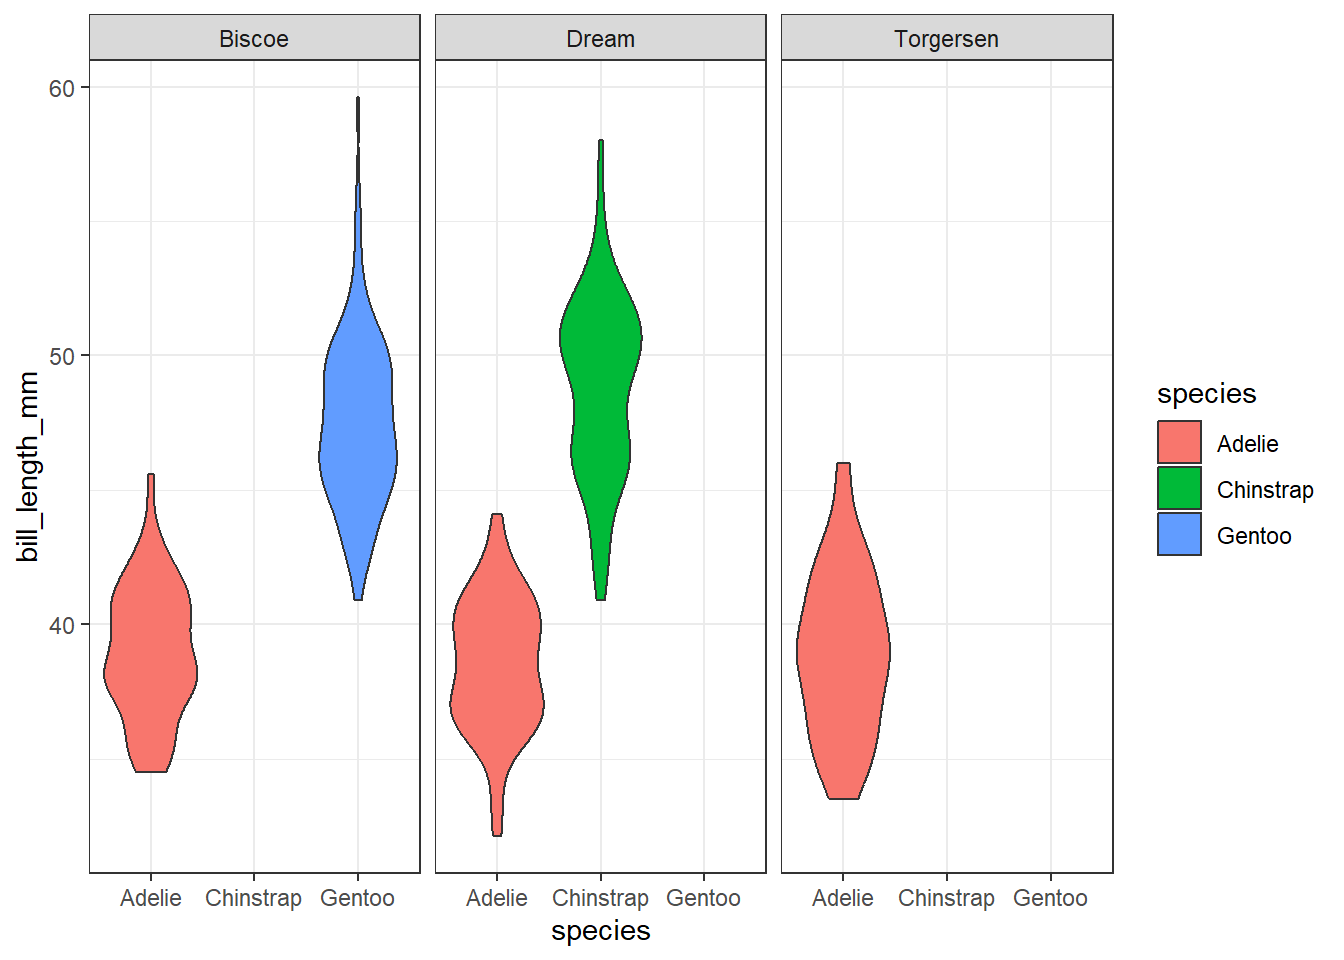 Biscoe
Dream
Torgersen
60
50
40
bill_length_mm
Adelie Chinstrap Gentoo
Adelie Chinstrap Gentoo
Adelie Chinstrap Gentoo
species
species
Adelie
Chinstrap
Gentoo